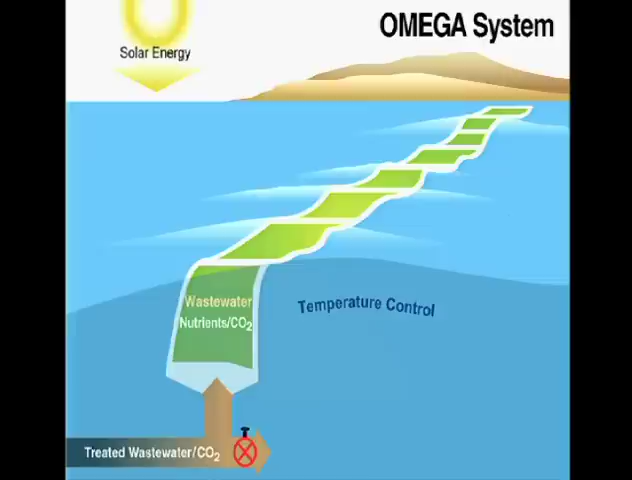 OMEGA System
Solar Energy
Wastewater
Nutrients/CO₂
Temperature Control
Treated Wastewater/CO₂